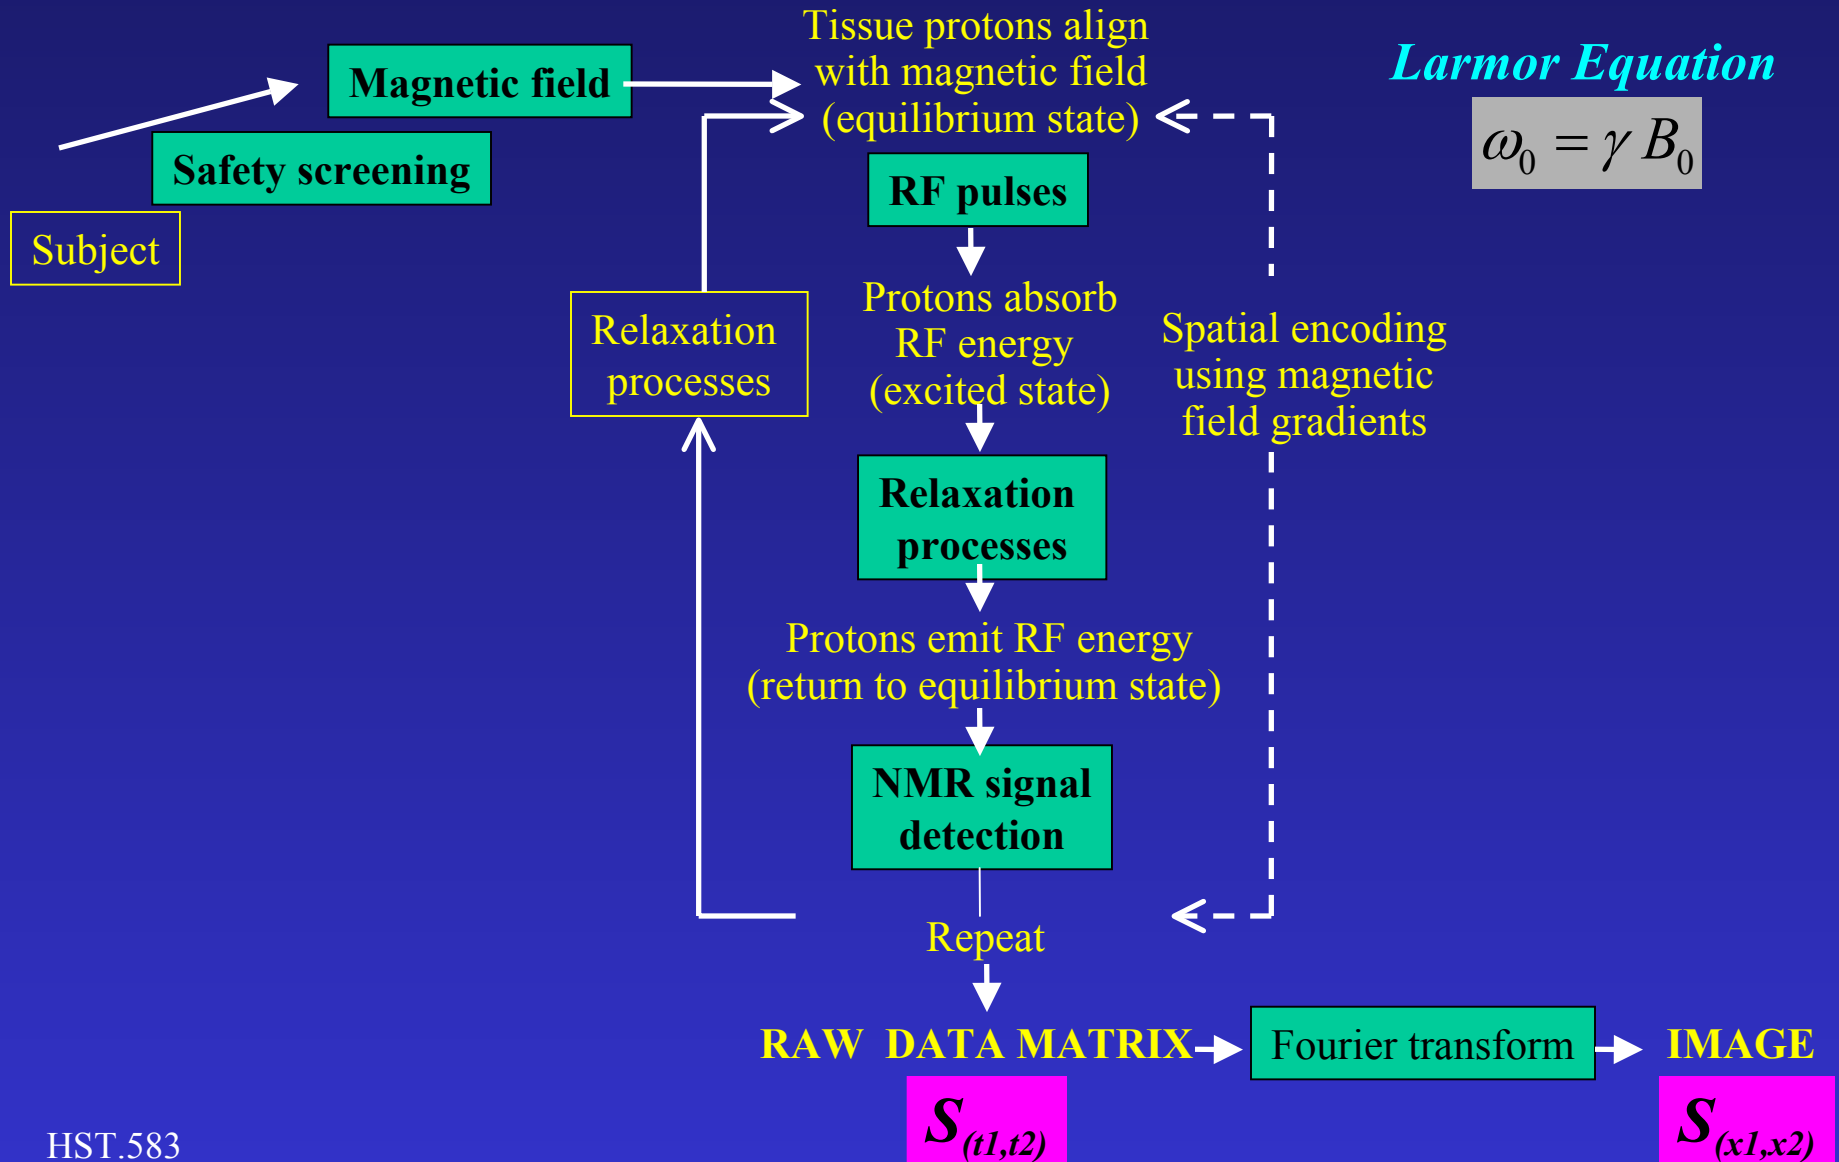 Tissue protons align
with magnetic field
(equilibrium state)
Larmor Equation
ω₀ = γ B₀
Magnetic field
Safety screening
Subject
RF pulses
Protons absorb
RF energy
(excited state)
Relaxation
processes
Spatial encoding
using magnetic
field gradients
Relaxation
processes
Protons emit RF energy
(return to equilibrium state)
NMR signal
detection
Repeat
RAW DATA MATRIX
Fourier transform
IMAGE
S(t1,t2)
S(x1,x2)
HST.583